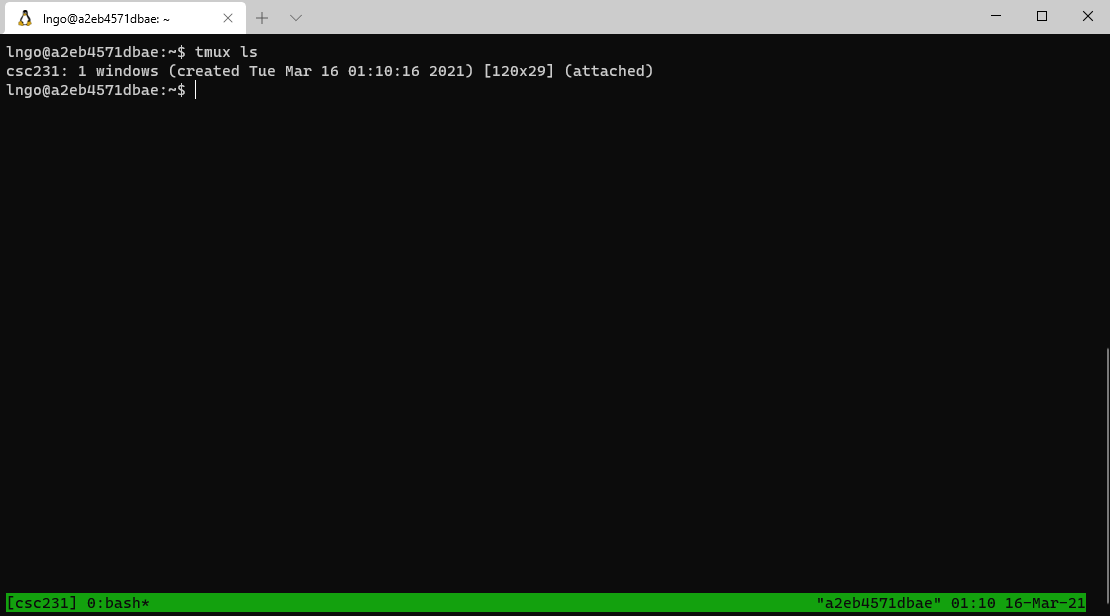 lngo@a2eb4571dbae: ~
lngo@a2eb4571dbae:~$ tmux ls
csc231: 1 windows (created Tue Mar 16 01:10:16 2021) [120x29] (attached)
lngo@a2eb4571dbae:~$
[csc231] 0:bash* "a2eb4571dbae" 01:10 16-Mar-21